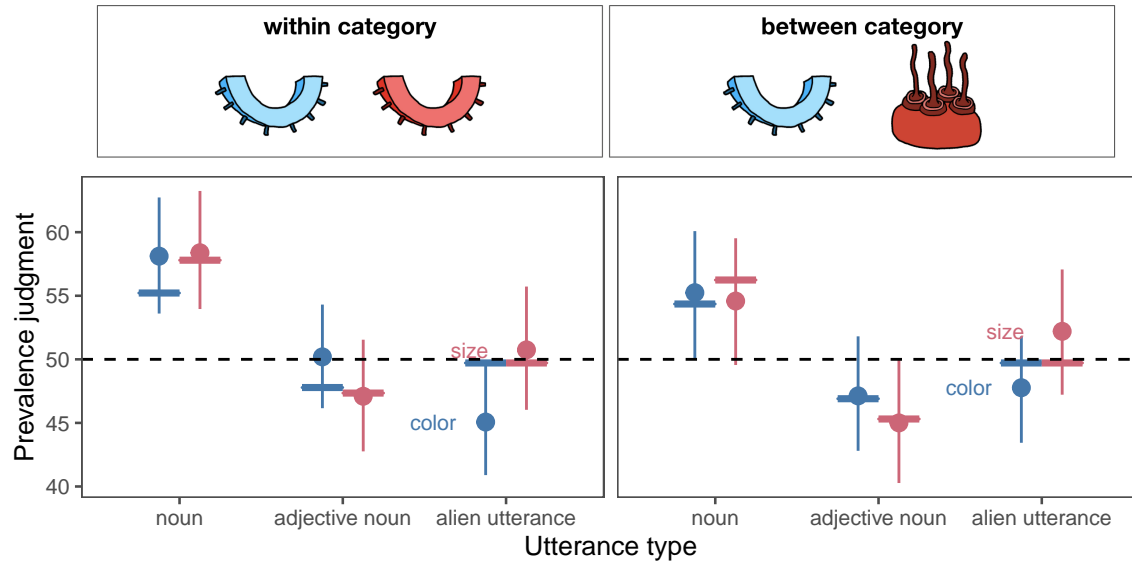 within category
between category
Prevalence judgment
60
55
50
45
40
size
color
size
color
noun
adjective noun
alien utterance
noun
adjective noun
alien utterance
Utterance type